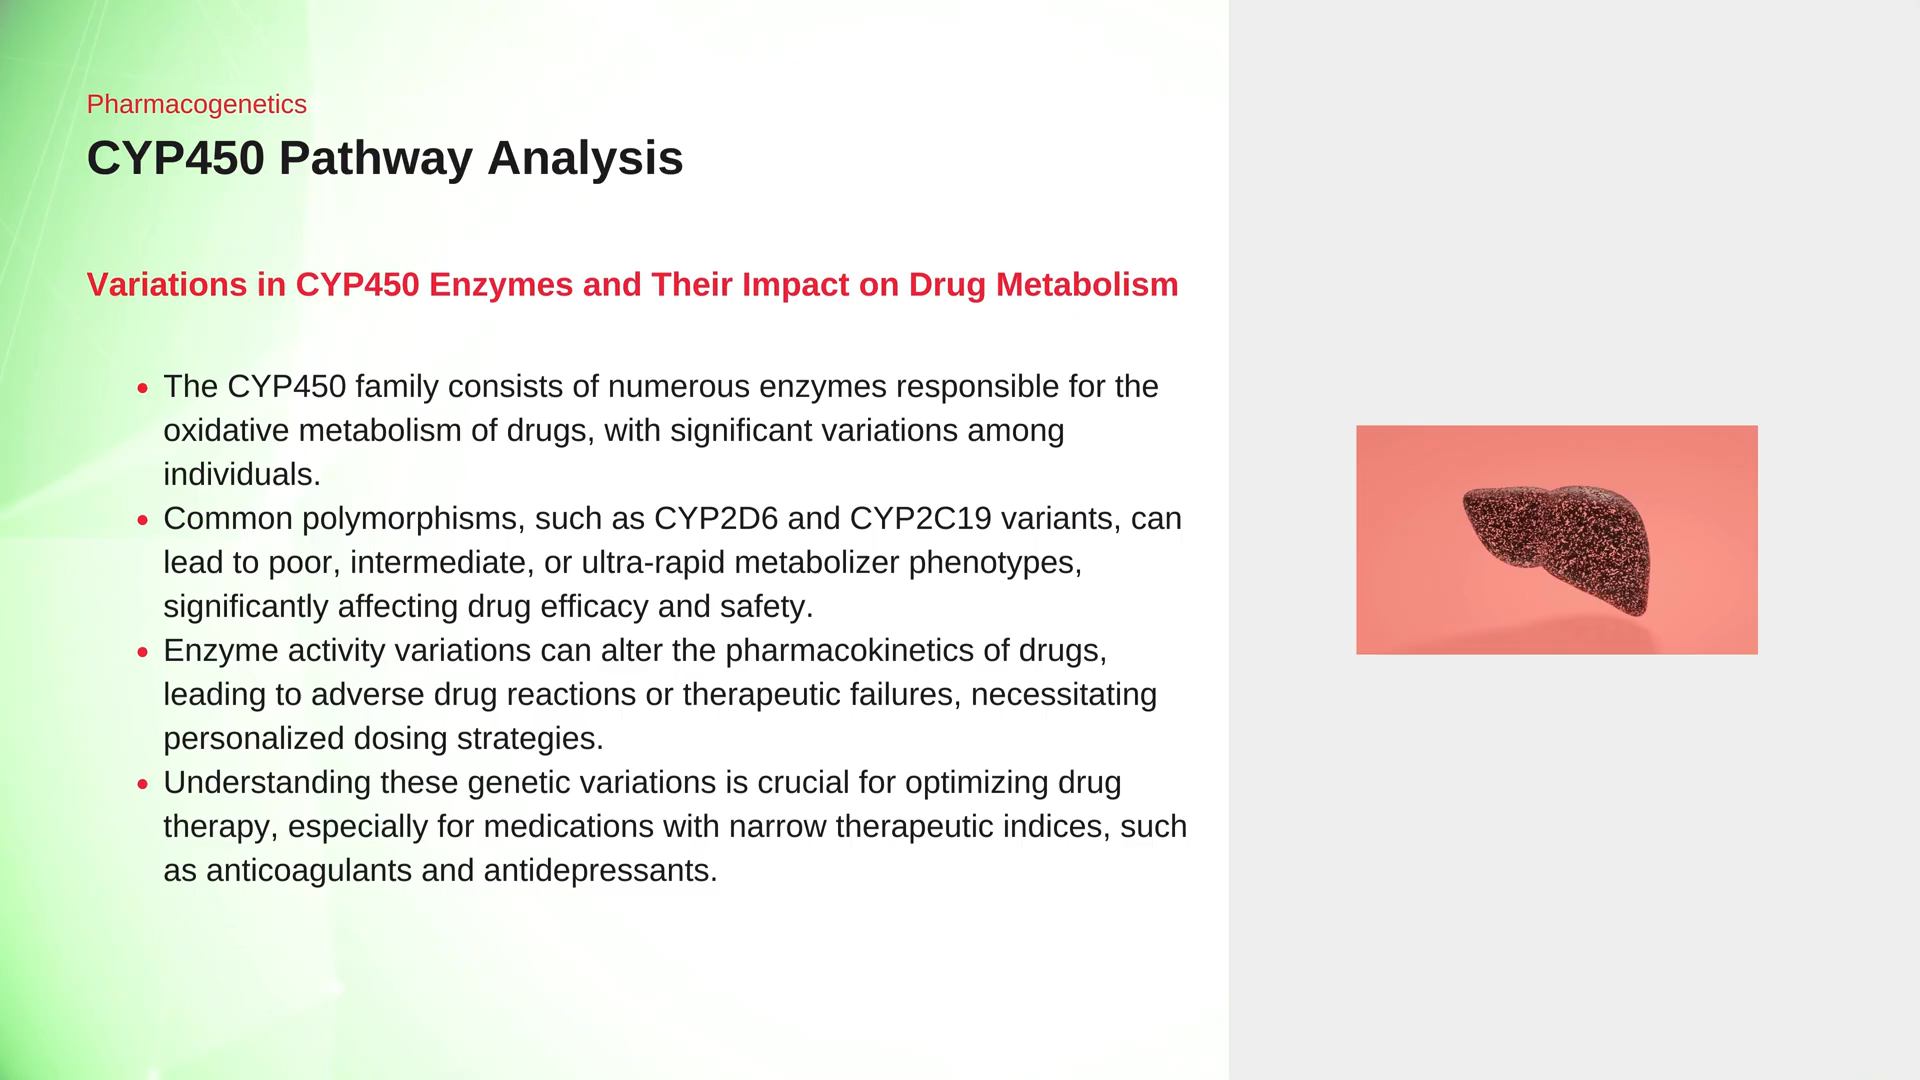 Pharmacogenetics
CYP450 Pathway Analysis
Variations in CYP450 Enzymes and Their Impact on Drug Metabolism
• The CYP450 family consists of numerous enzymes responsible for the
oxidative metabolism of drugs, with significant variations among
individuals.
• Common polymorphisms, such as CYP2D6 and CYP2C19 variants, can
lead to poor, intermediate, or ultra-rapid metabolizer phenotypes,
significantly affecting drug efficacy and safety.
• Enzyme activity variations can alter the pharmacokinetics of drugs,
leading to adverse drug reactions or therapeutic failures, necessitating
personalized dosing strategies.
• Understanding these genetic variations is crucial for optimizing drug
therapy, especially for medications with narrow therapeutic indices, such
as anticoagulants and antidepressants.